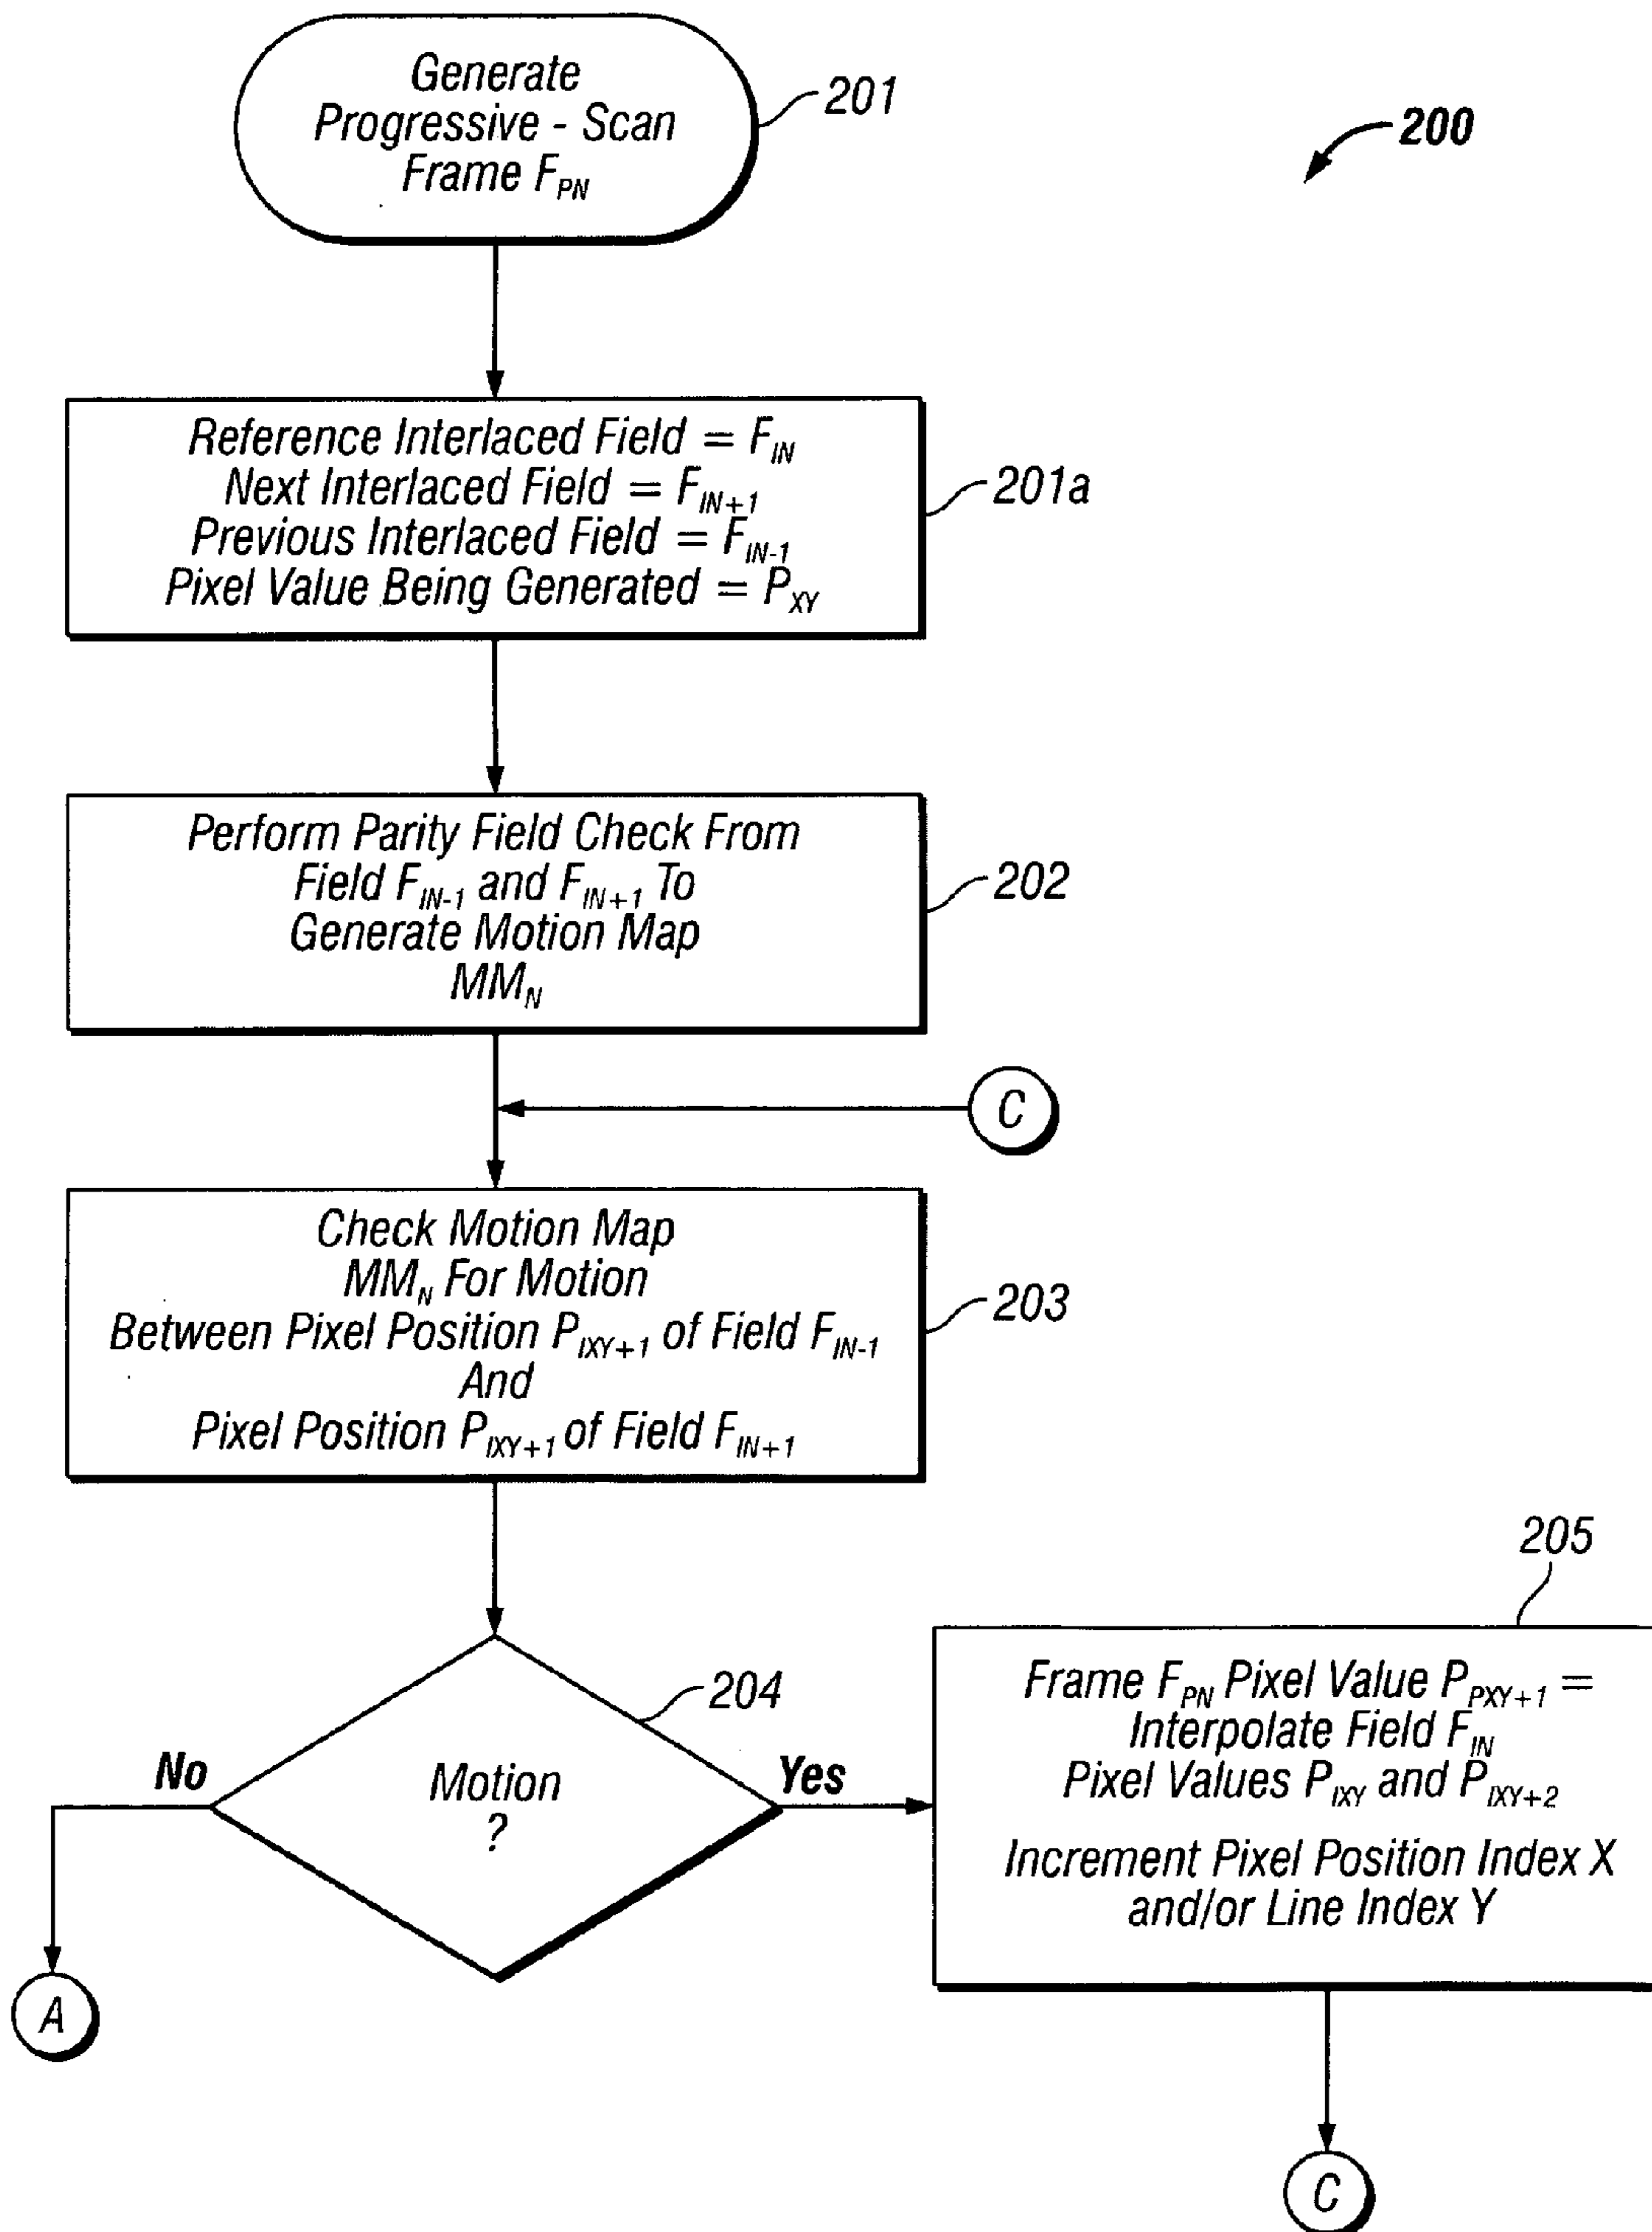 Generate
Progressive - Scan
Frame F_PN
201
200
Reference Interlaced Field = F_IN
Next Interlaced Field = F_IN+1
Previous Interlaced Field = F_IN-1
Pixel Value Being Generated = P_XY
201a
Perform Parity Field Check From
Field F_IN-1 and F_IN+1 To
Generate Motion Map
MM_N
202
C
Check Motion Map
MM_N For Motion
Between Pixel Position P_IXY+1 of Field F_IN-1
And
Pixel Position P_IXY+1 of Field F_IN+1
203
Motion
?
204
No
Yes
A
205
Frame F_PN Pixel Value P_PXY+1 =
Interpolate Field F_IN
Pixel Values P_IXY and P_IXY+2
Increment Pixel Position Index X
and/or Line Index Y
C